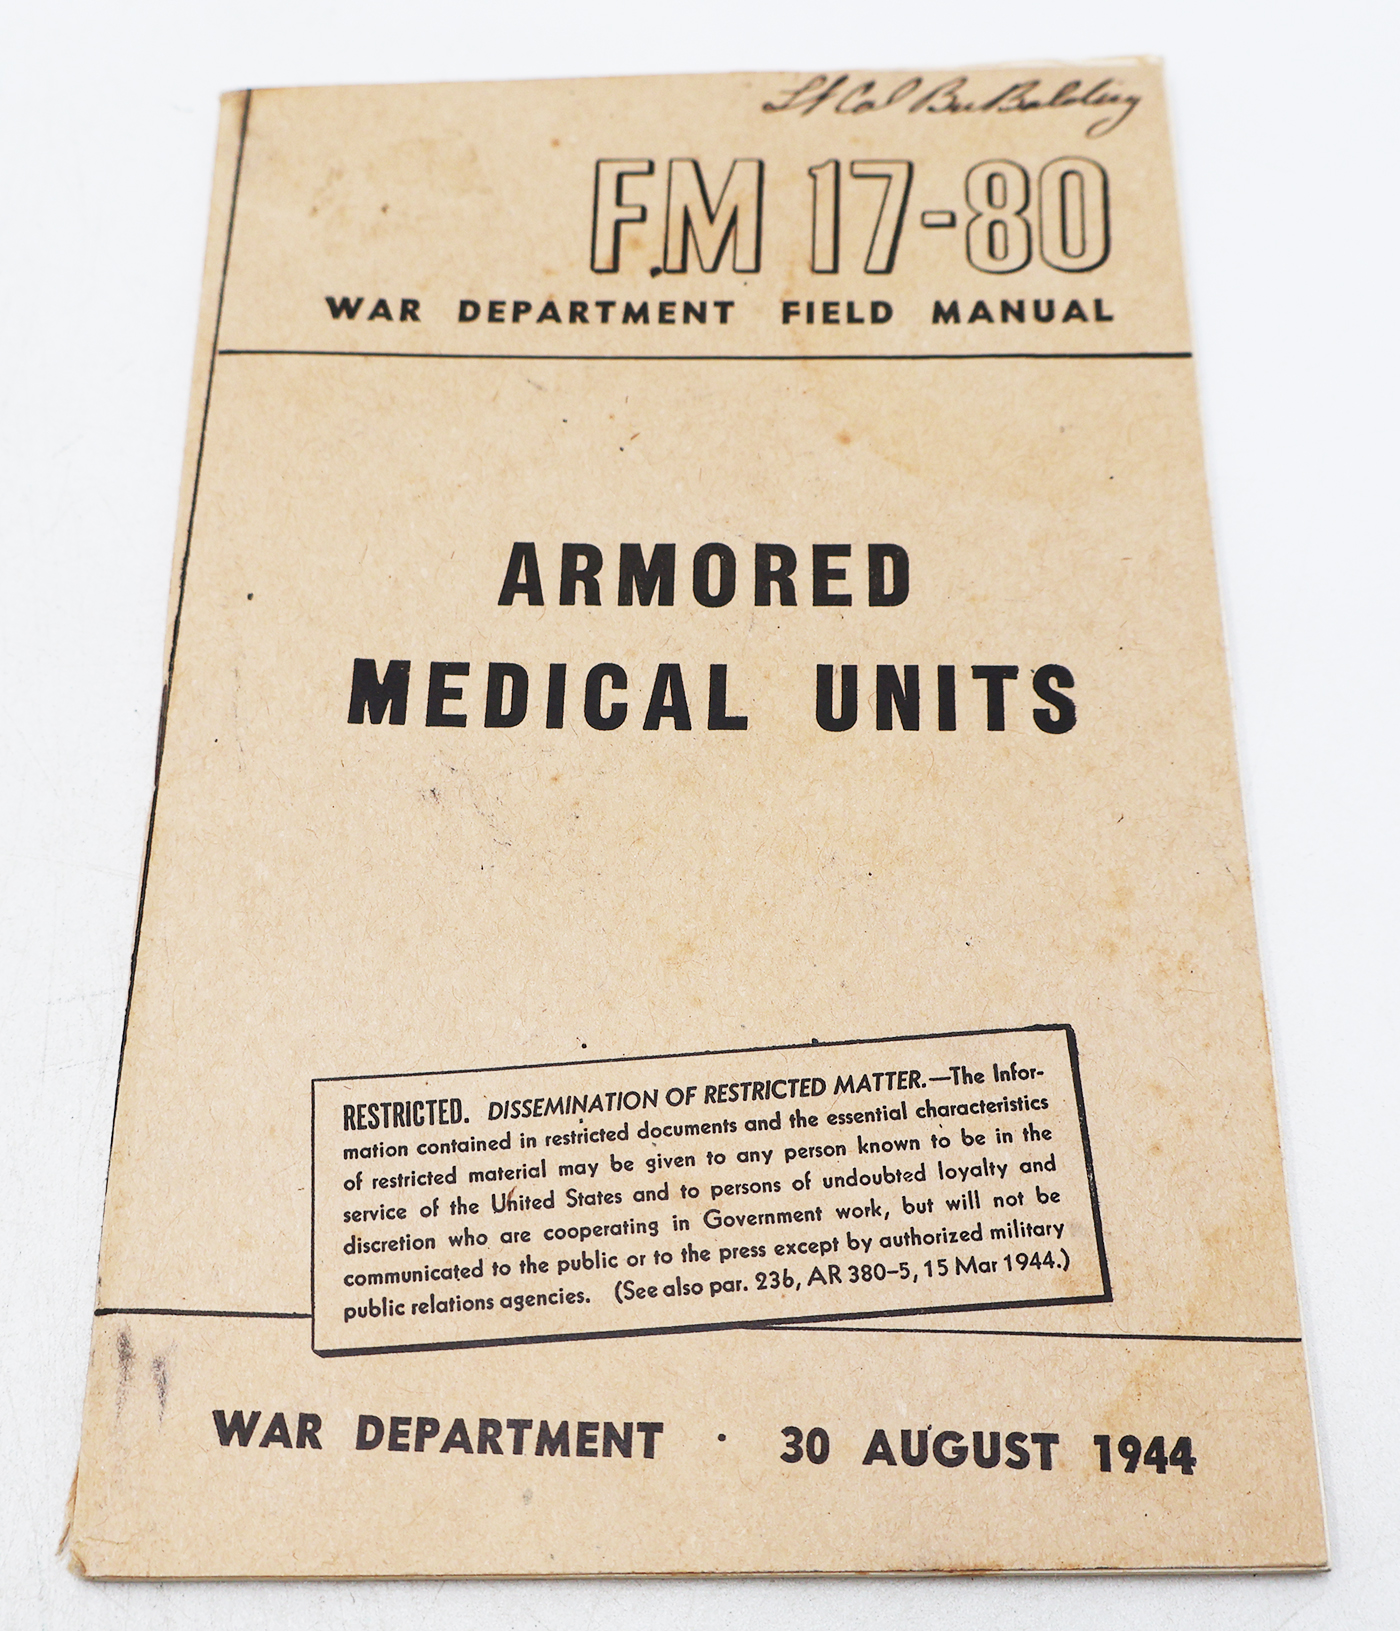 Lt Col Balding
FM 17-80
WAR DEPARTMENT FIELD MANUAL
ARMORED
MEDICAL UNITS
RESTRICTED. DISSEMINATION OF RESTRICTED MATTER.—The Infor-
mation contained in restricted documents and the essential characteristics
of restricted material may be given to any person known to be in the
service of the United States and to persons of undoubted loyalty and
discretion who are cooperating in Government work, but will not be
communicated to the public or to the press except by authorized military
public relations agencies. (See also par. 23b, AR 380-5, 15 Mar 1944.)
WAR DEPARTMENT · 30 AUGUST 1944